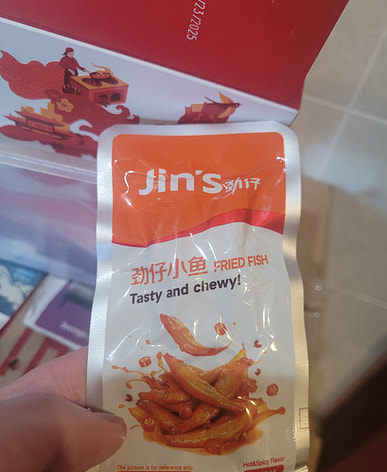 /23/2025
Jin's 劲仔
劲仔小鱼 FRIED FISH
Tasty and chewy!
Hot&Spicy Flavor
The picture is for reference only